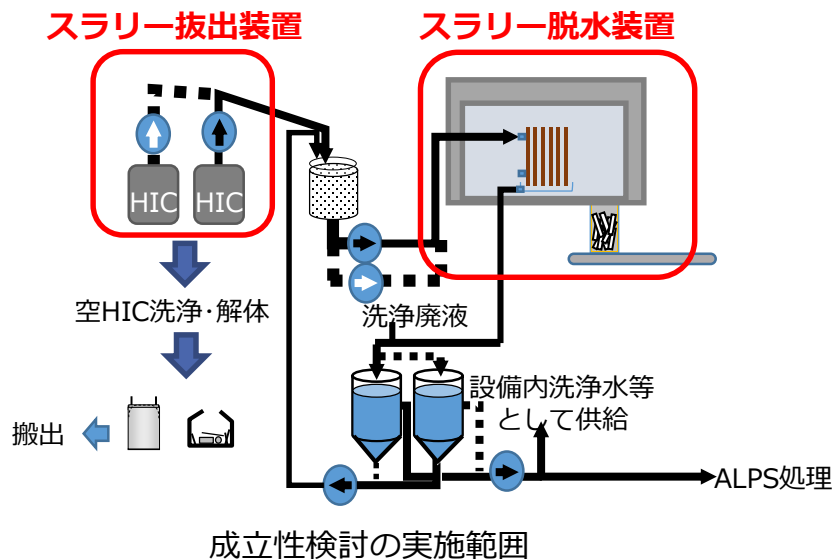 スラリー抜出装置
スラリー脱水装置
HIC
HIC
空HIC洗浄・解体
洗浄廃液
設備内洗浄水等
として供給
搬出
ALPS処理
成立性検討の実施範囲